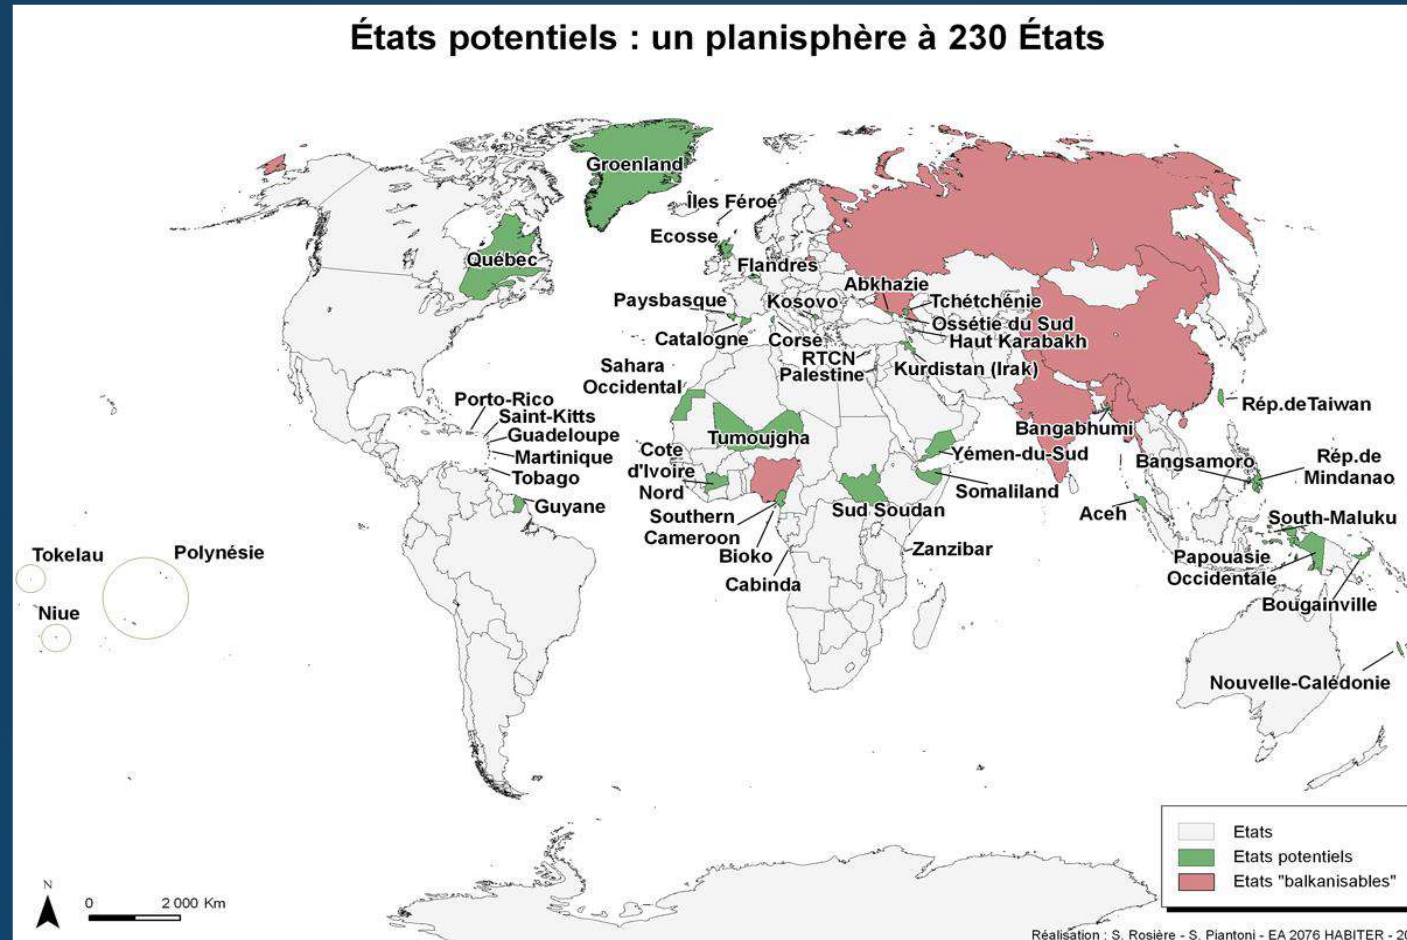 États potentiels : un planisphère à 230 États
Groenland
Îles Féroé
Ecosse
Québec
Flandres
Abkhazie
Paysbasque
Kosovo
Tchétchénie
Ossétie du Sud
Catalogne
Corse
Haut Karabakh
RTCN
Sahara
Occidental
Palestine
Kurdistan (Irak)
Porto-Rico
Saint-Kitts
Rép.deTaiwan
Guadeloupe
Tumoujgha
Bangabhumi
Martinique
Cote
d'Ivoire
Nord
Yémen-du-Sud
Bangsamoro
Rép.de
Mindanao
Tobago
Somaliland
Guyane
Southern
Cameroon
Sud Soudan
Aceh
South-Maluku
Tokelau
Polynésie
Bioko
Zanzibar
Papouasie
Occidentale
Cabinda
Niue
Bougainville
Nouvelle-Calédonie
Etats
Etats potentiels
Etats "balkanisables"
N
0 2 000 Km
Réalisation : S. Rosière - S. Piantoni - EA 2076 HABITER - 20